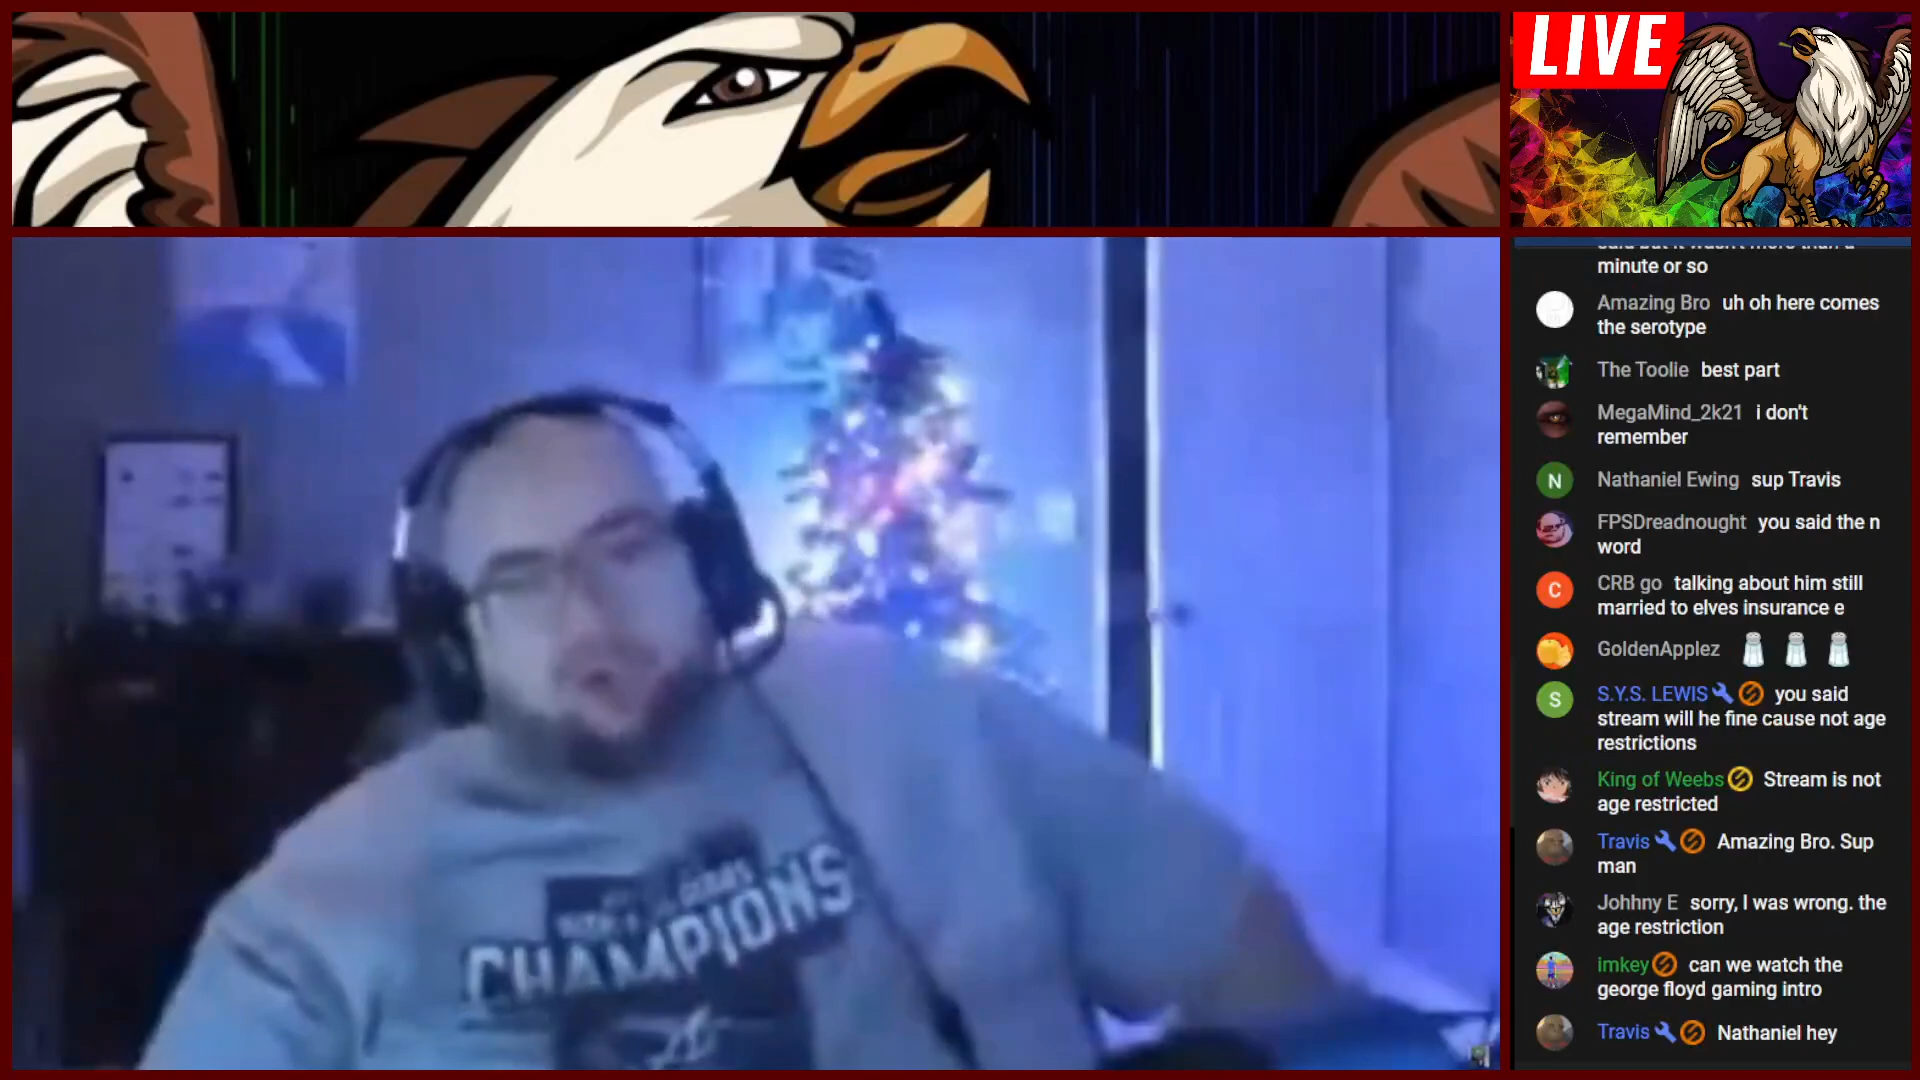 LIVE
minute or so
Amazing Bro uh oh here comes
the serotype
The Toolie best part
MegaMind_2k21 i don't
remember
Nathaniel Ewing sup Travis
N
FPSDreadnought you said the n
word
CRB go talking about him still
C
married to elves insurance e
GoldenApplez
S.Y.S. LEWIS you said
S
stream will he fine cause not age
restrictions
King of Weebs Stream is not
age restricted
Travis Amazing Bro. Sup
man
Johhny E sorry, I was wrong. the
age restriction
imkey can we watch the
george floyd gaming intro
Travis Nathaniel hey
CHAMPIONS